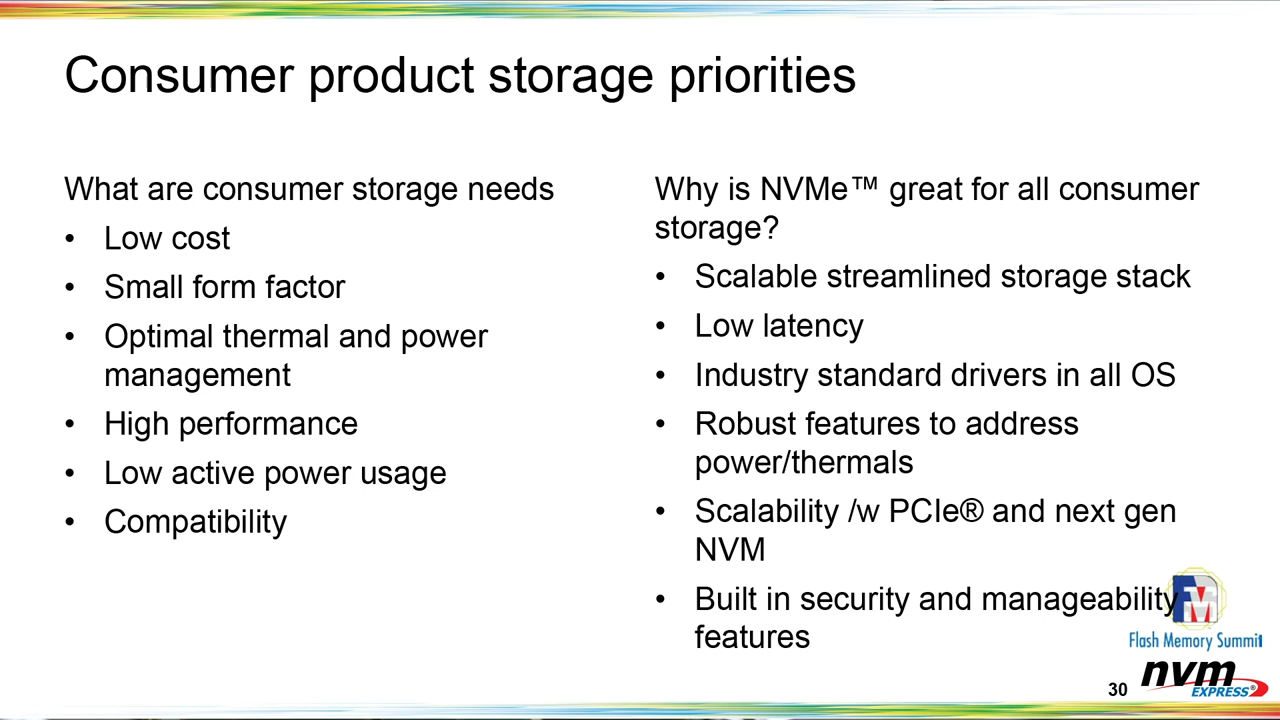 Consumer product storage priorities
What are consumer storage needs
• Low cost
• Small form factor
• Optimal thermal and power
management
• High performance
• Low active power usage
• Compatibility
Why is NVMe™ great for all consumer
storage?
• Scalable streamlined storage stack
• Low latency
• Industry standard drivers in all OS
• Robust features to address
power/thermals
• Scalability /w PCIe® and next gen
NVM
• Built in security and manageability
features
FM
Flash Memory Summit
30
nvm
EXPRESS®